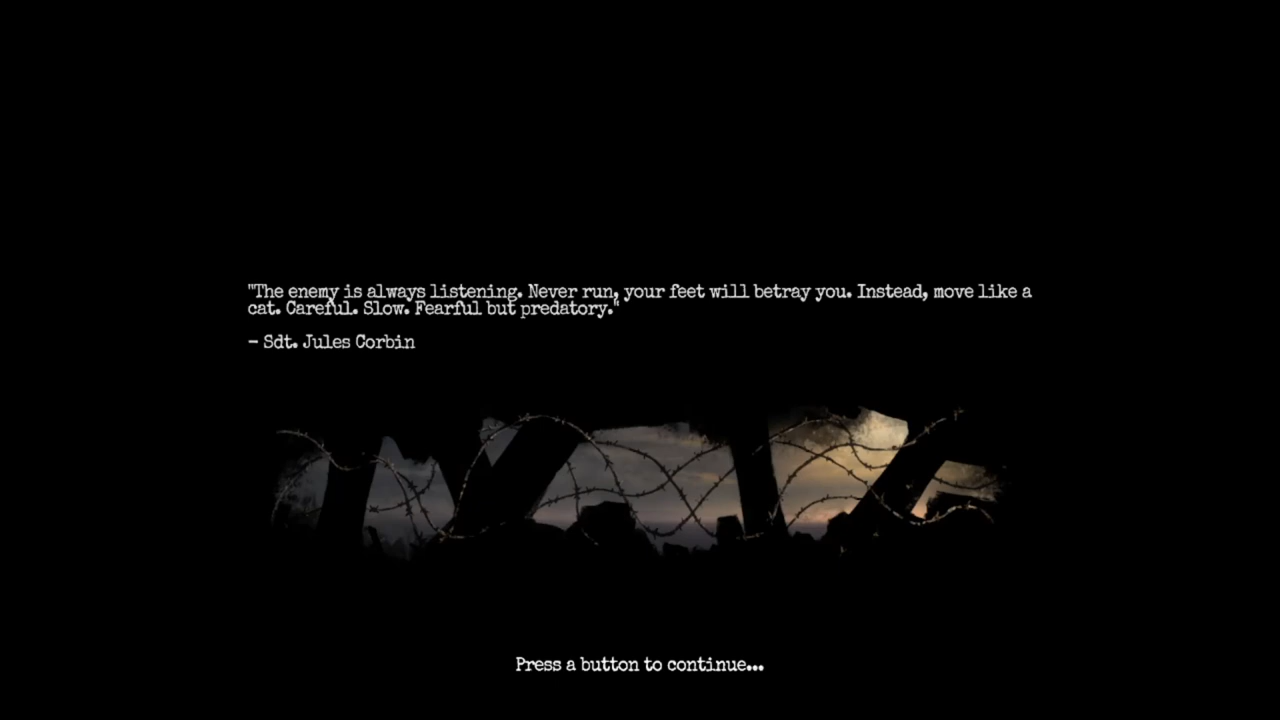 "The enemy is always listening. Never run, your feet will betray you. Instead, move like a
cat. Careful. Slow. Fearful but predatory."
- Sdt. Jules Corbin
Press a button to continue...